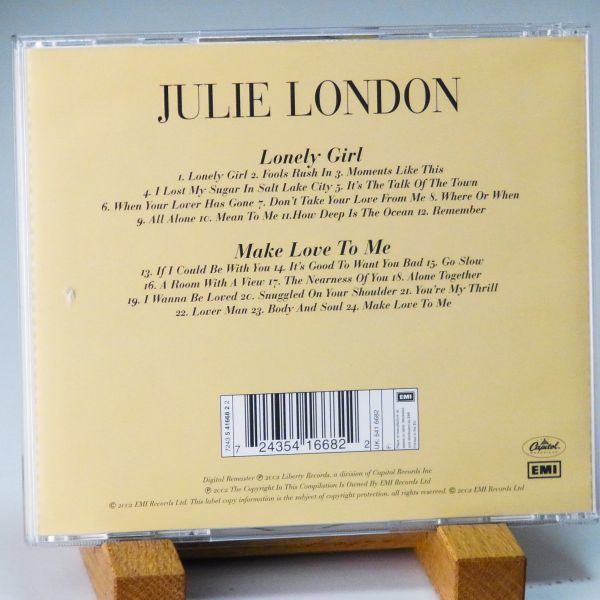 JULIE LONDON
Lonely Girl
1. Lonely Girl 2. Fools Rush In 3. Moments Like This
4. I Lost My Sugar In Salt Lake City 5. It's The Talk Of The Town
6. When Your Lover Has Gone 7. Don't Take Your Love From Me 8. Where Or When
9. All Alone 10. Mean To Me 11.How Deep Is The Ocean 12. Remember
Make Love To Me
13. If I Could Be With You 14. It's Good To Want You Bad 15. Go Slow
16. A Room With A View 17. The Nearness Of You 18. Alone Together
19. I Wanna Be Loved 20. Snuggled On Your Shoulder 21. You're My Thrill
22. Lover Man 23. Body And Soul 24. Make Love To Me
7243 5 41668 2 2
7 24354 16682 2
UK: 541 6682
F
EMI
Capitol
EMI
Digital Remaster ℗ 2002 Liberty Records, a division of Capitol Records Inc
℗ 2002 The Copyright In This Compilation Is Owned By EMI Records Ltd.
© 2002 EMI Records Ltd. This label copy information is the subject of copyright protection. all rights reserved. © 2002 EMI Records Ltd